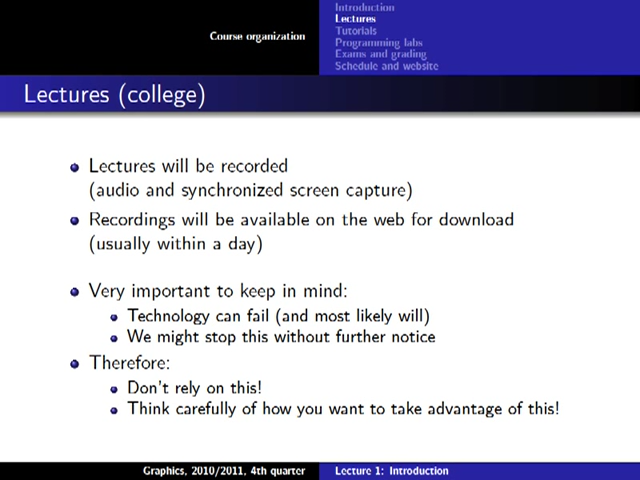 Course organization
Introduction
Lectures
Tutorials
Programming labs
Exams and grading
Schedule and website
Lectures (college)
Lectures will be recorded
(audio and synchronized screen capture)
Recordings will be available on the web for download
(usually within a day)
Very important to keep in mind:
Technology can fail (and most likely will)
We might stop this without further notice
Therefore:
Don't rely on this!
Think carefully of how you want to take advantage of this!
Graphics, 2010/2011, 4th quarter
Lecture 1: Introduction